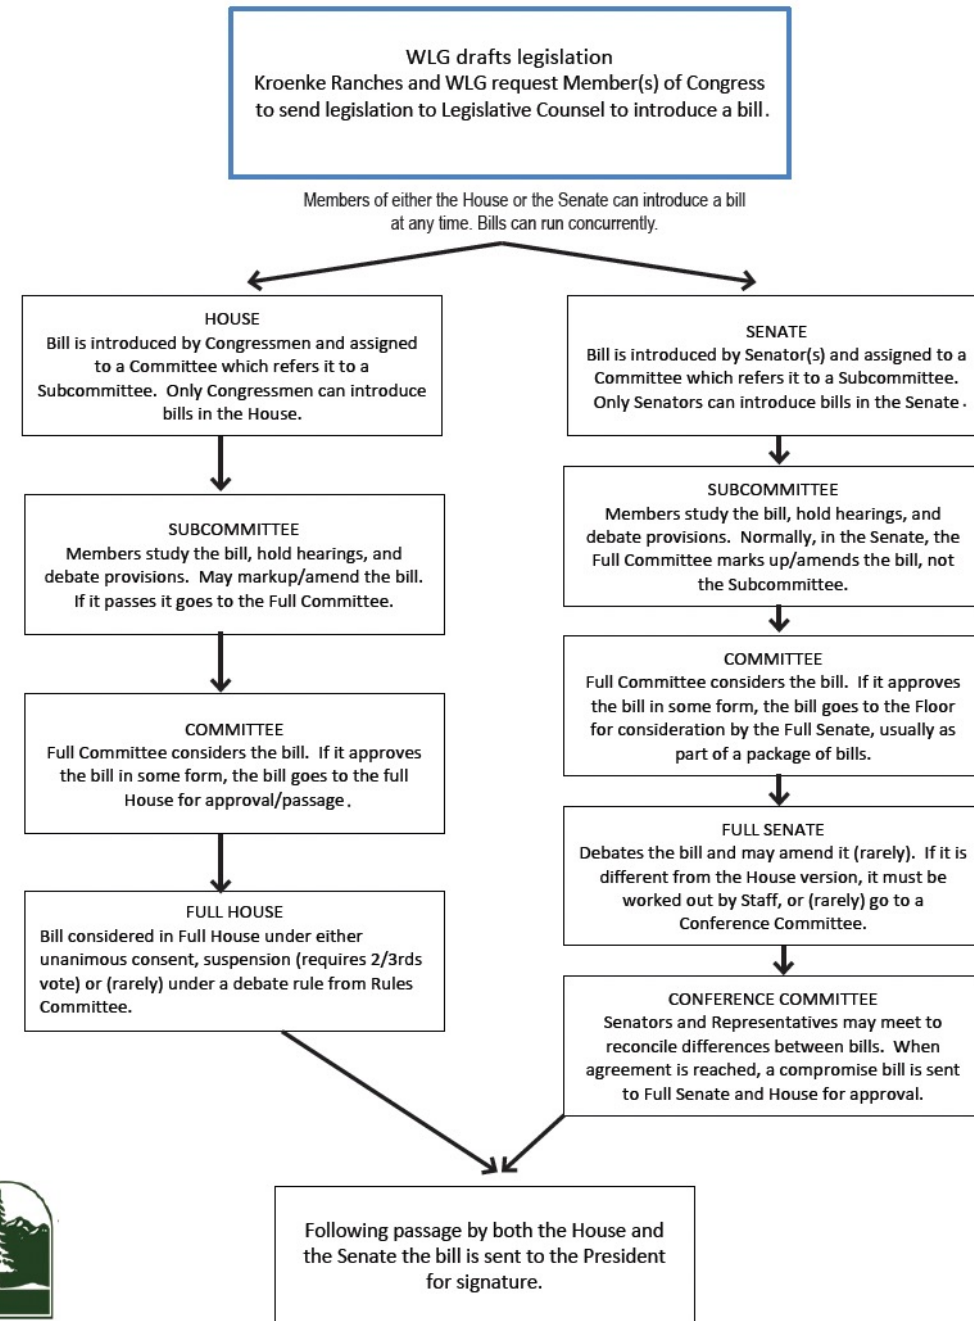 WLG drafts legislation
Kroenke Ranches and WLG request Member(s) of Congress
to send legislation to Legislative Counsel to introduce a bill.
Members of either the House or the Senate can introduce a bill
at any time. Bills can run concurrently.
HOUSE
Bill is introduced by Congressmen and assigned
to a Committee which refers it to a
Subcommittee. Only Congressmen can introduce
bills in the House.
SUBCOMMITTEE
Members study the bill, hold hearings, and
debate provisions. May markup/amend the bill.
If it passes it goes to the Full Committee.
COMMITTEE
Full Committee considers the bill. If it approves
the bill in some form, the bill goes to the full
House for approval/passage.
FULL HOUSE
Bill considered in Full House under either
unanimous consent, suspension (requires 2/3rds
vote) or (rarely) under a debate rule from Rules
Committee.
SENATE
Bill is introduced by Senator(s) and assigned to a
Committee which refers it to a Subcommittee.
Only Senators can introduce bills in the Senate.
SUBCOMMITTEE
Members study the bill, hold hearings, and
debate provisions. Normally, in the Senate, the
Full Committee marks up/amends the bill, not
the Subcommittee.
COMMITTEE
Full Committee considers the bill. If it approves
the bill in some form, the bill goes to the Floor
for consideration by the Full Senate, usually as
part of a package of bills.
FULL SENATE
Debates the bill and may amend it (rarely). If it is
different from the House version, it must be
worked out by Staff, or (rarely) go to a
Conference Committee.
CONFERENCE COMMITTEE
Senators and Representatives may meet to
reconcile differences between bills. When
agreement is reached, a compromise bill is sent
to Full Senate and House for approval.
Following passage by both the House and
the Senate the bill is sent to the President
for signature.